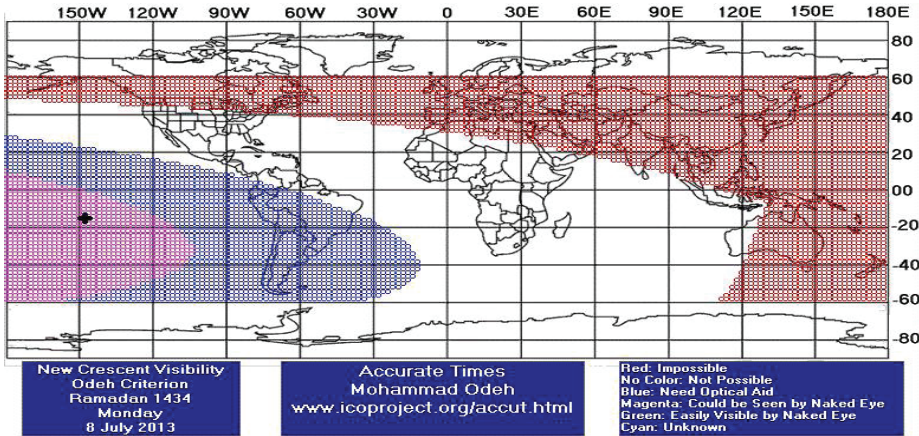 150W 120W 90W 60W 30W 0 30E 60E 90E 120E 150E 180E
80
60
40
20
00
-20
-40
-60
-80
New Crescent Visibility
Odeh Criterion
Ramadan 1434
Monday
8 July 2013
Accurate Times
Mohammad Odeh
www.icoproject.org/accut.html
Red: Impossible
No Color: Not Possible
Blue: Need Optical Aid
Magenta: Could be Seen by Naked Eye
Green: Easily Visible by Naked Eye
Cyan: Unknown